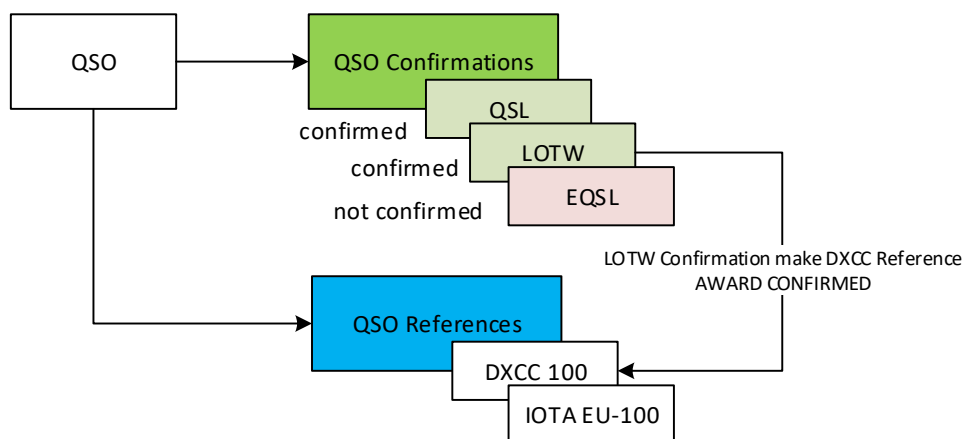 QSO
QSO Confirmations
QSL
confirmed
LOTW
confirmed
EQSL
not confirmed
LOTW Confirmation make DXCC Reference
AWARD CONFIRMED
QSO References
DXCC 100
IOTA EU-100